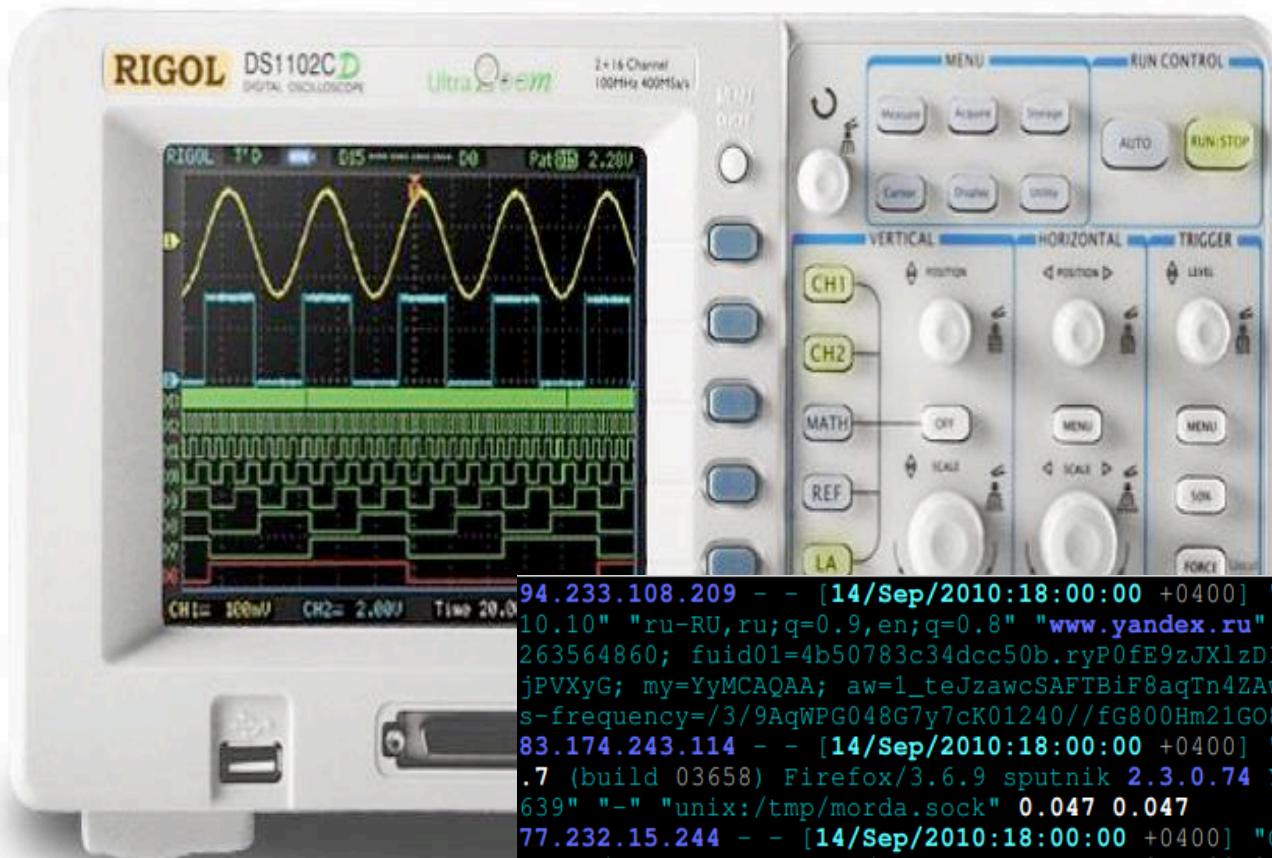 RIGOL DS1102CD
DIGITAL OSCILLOSCOPE
UltraZoom
2+16 Channel
100MHz 400MSa/s
MENU
RUN CONTROL
Measure Acquire Storage
AUTO RUN/STOP
Cursor Display Utility
RIGOL T'D D15 D0 Pat 2.28V
VERTICAL
HORIZONTAL
TRIGGER
POSITION
POSITION
LEVEL
CH1
CH2
MATH OFF MENU MENU
SCALE
SCALE
REF
50%
LA
FORCE
CH1= 100mV CH2= 2.00V Time 20.0
94.233.108.209 - - [14/Sep/2010:18:00:00 +0400] "
10.10" "ru-RU,ru;q=0.9,en;q=0.8" "www.yandex.ru"
263564860; fuid01=4b50783c34dcc50b.ryP0fE9zJXlzD
jPVXyG; my=YyMCAQAA; aw=1_teJzawcSAFTBiF8aqTn4ZA
s-frequency=/3/9AqWPG048G7y7cK01240//fG800Hm21GO
83.174.243.114 - - [14/Sep/2010:18:00:00 +0400] "
.7 (build 03658) Firefox/3.6.9 sputnik 2.3.0.74
639" "-" "unix:/tmp/morda.sock" 0.047 0.047
77.232.15.244 - - [14/Sep/2010:18:00:00 +0400] "